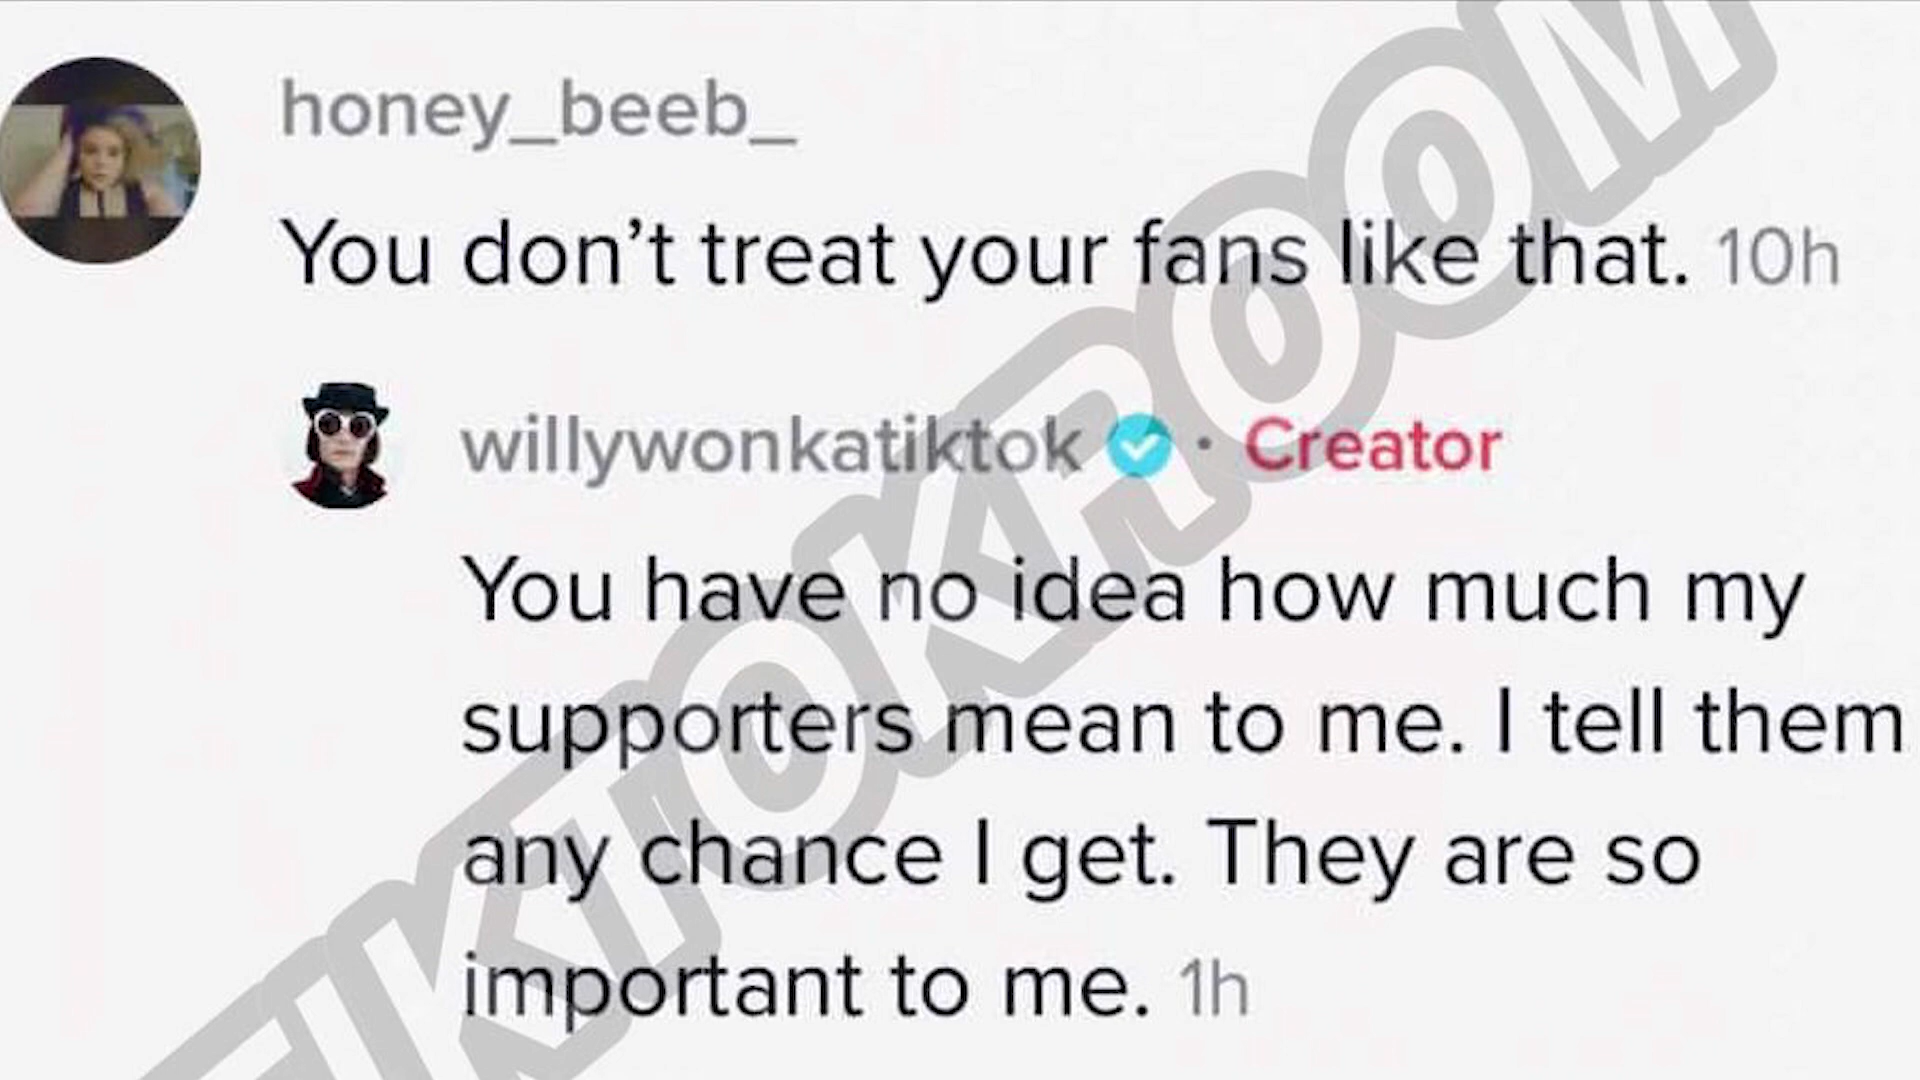 honey_beeb_
You don’t treat your fans like that. 10h
willywonkatiktok · Creator
You have no idea how much my
supporters mean to me. I tell them
any chance I get. They are so
important to me. 1h
TIKTOKROOM